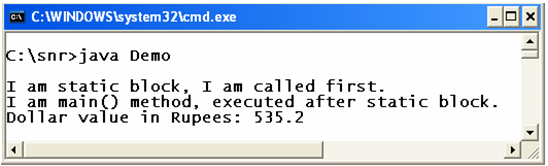 C:\WINDOWS\system32\cmd.exe
C:\snr>java Demo
I am static block, I am called first.
I am main() method, executed after static block.
Dollar value in Rupees: 535.2